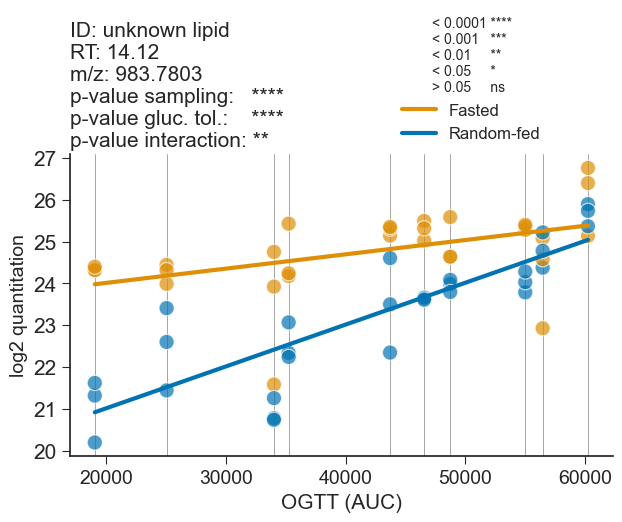 ID: unknown lipid
RT: 14.12
m/z: 983.7803
p-value sampling: ****
p-value gluc. tol.: ****
p-value interaction: **
< 0.0001 ****
< 0.001 ***
< 0.01 **
< 0.05 *
> 0.05 ns
Fasted
Random-fed
log2 quantitation
27
26
25
24
23
22
21
20
20000 30000 40000 50000 60000
OGTT (AUC)